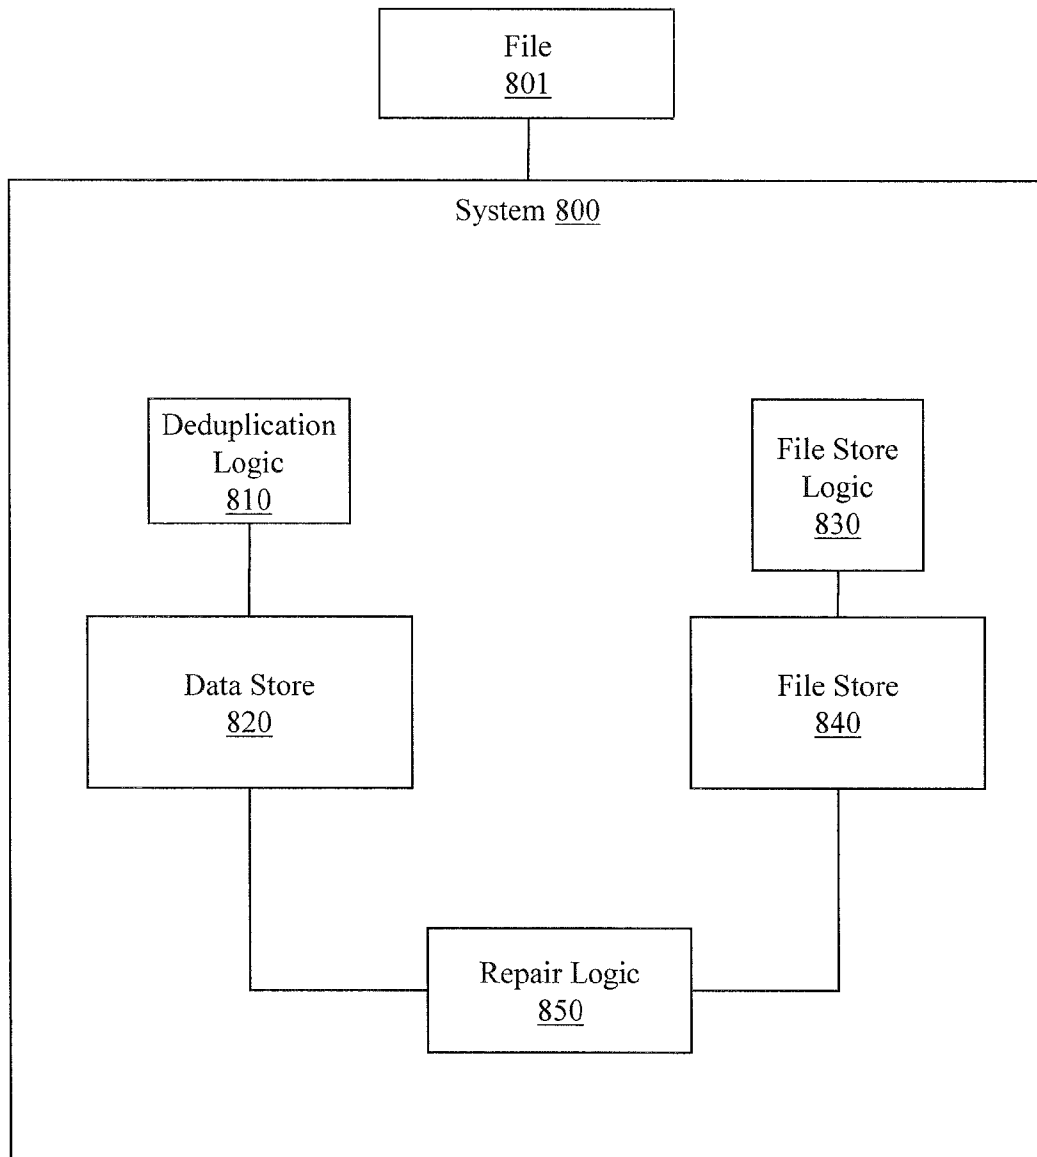 File
801
System 800
Deduplication
Logic
810
File Store
Logic
830
Data Store
820
File Store
840
Repair Logic
850